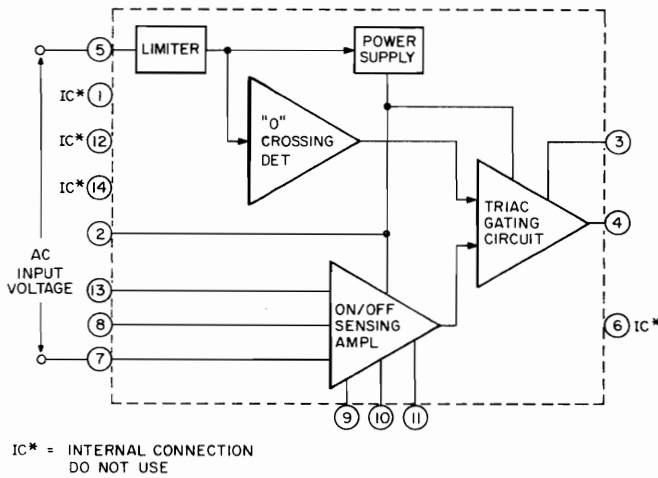 5
LIMITER
POWER
SUPPLY
IC* 1
"0"
CROSSING
DET
IC* 12
3
IC* 14
TRIAC
GATING
CIRCUIT
4
2
AC
INPUT
VOLTAGE
13
ON/OFF
SENSING
AMPL
8
6 IC*
7
9
10
11
IC* = INTERNAL CONNECTION
DO NOT USE